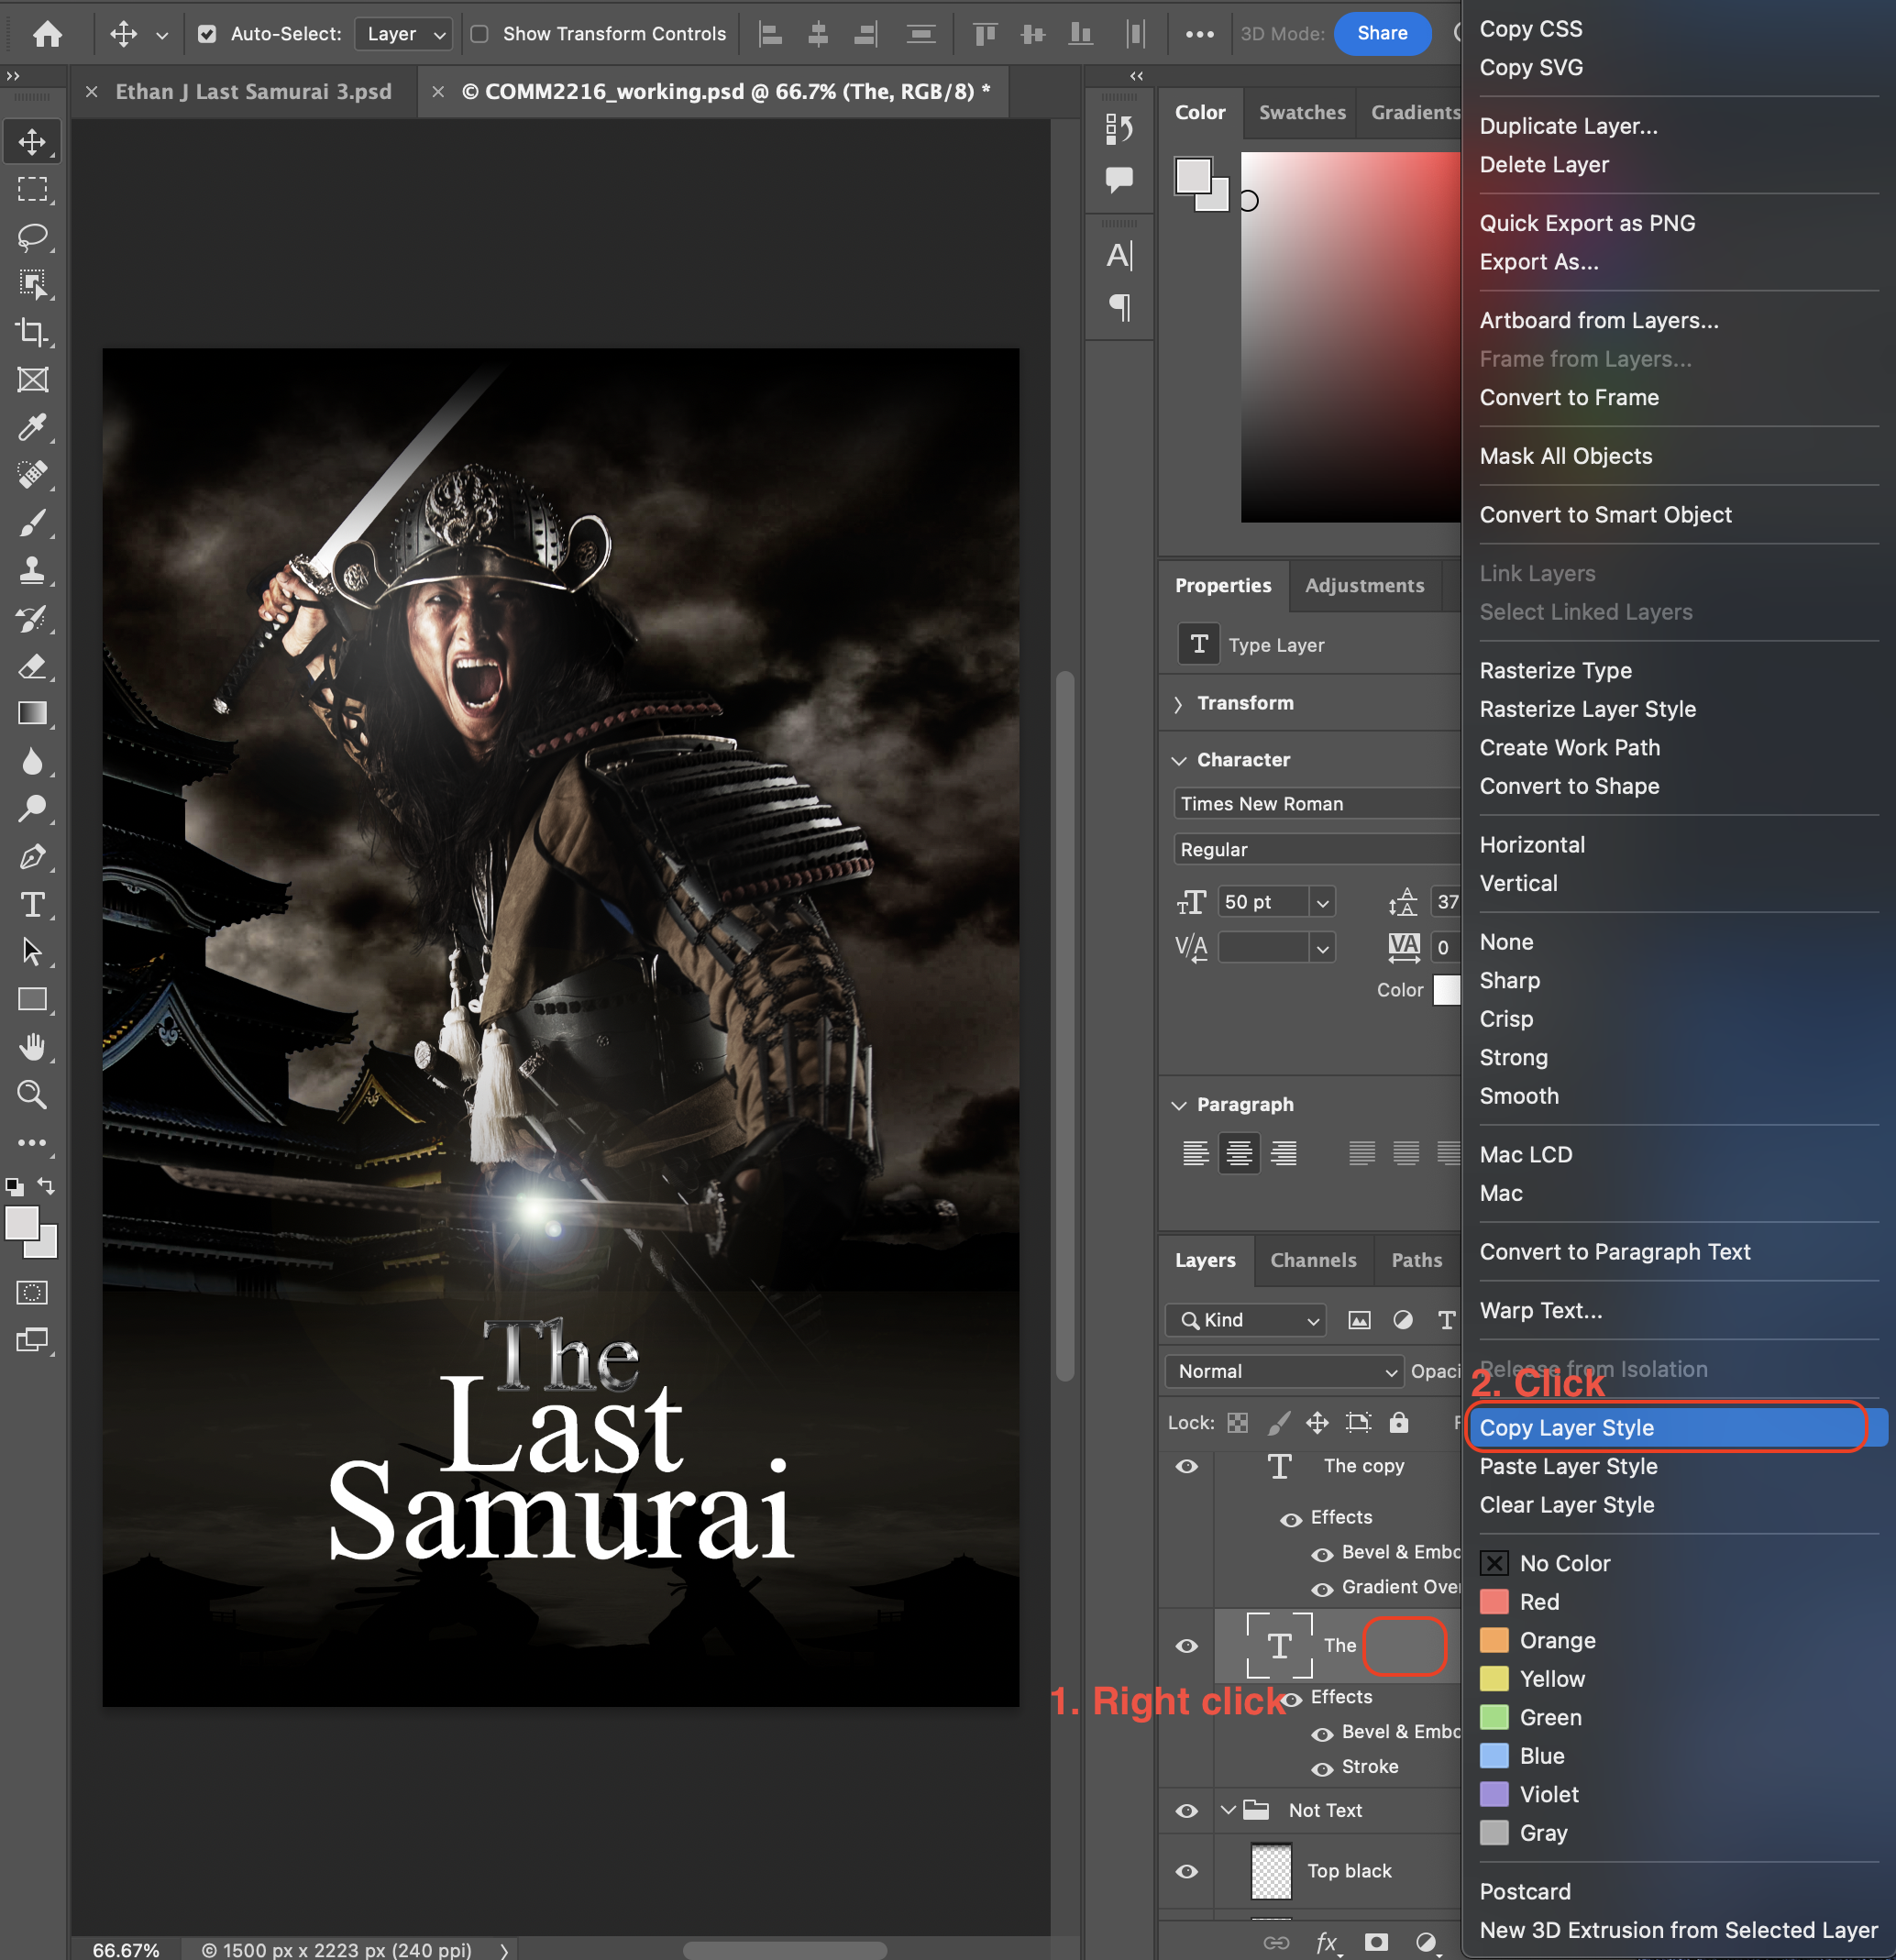 Auto-Select:
Layer
Show Transform Controls
3D Mode:
Share
Ethan J Last Samurai 3.psd
© COMM2216_working.psd @ 66.7% (The, RGB/8) *
Color
Swatches
Gradients
Properties
Adjustments
Type Layer
Transform
Character
Times New Roman
Regular
50 pt
37
0
Color
Paragraph
Layers
Channels
Paths
Kind
Normal
Opaci
Lock:
F
The copy
Effects
Bevel & Embo
Gradient Over
The
Effects
Bevel & Embo
Stroke
Not Text
Top black
fx
The
Last
Samurai
1. Right click
66.67%
© 1500 px x 2223 px (240 ppi)
Copy CSS
Copy SVG
Duplicate Layer...
Delete Layer
Quick Export as PNG
Export As...
Artboard from Layers...
Frame from Layers...
Convert to Frame
Mask All Objects
Convert to Smart Object
Link Layers
Select Linked Layers
Rasterize Type
Rasterize Layer Style
Create Work Path
Convert to Shape
Horizontal
Vertical
None
Sharp
Crisp
Strong
Smooth
Mac LCD
Mac
Convert to Paragraph Text
Warp Text...
Release from Isolation
2. Click
Copy Layer Style
Paste Layer Style
Clear Layer Style
No Color
Red
Orange
Yellow
Green
Blue
Violet
Gray
Postcard
New 3D Extrusion from Selected Layer